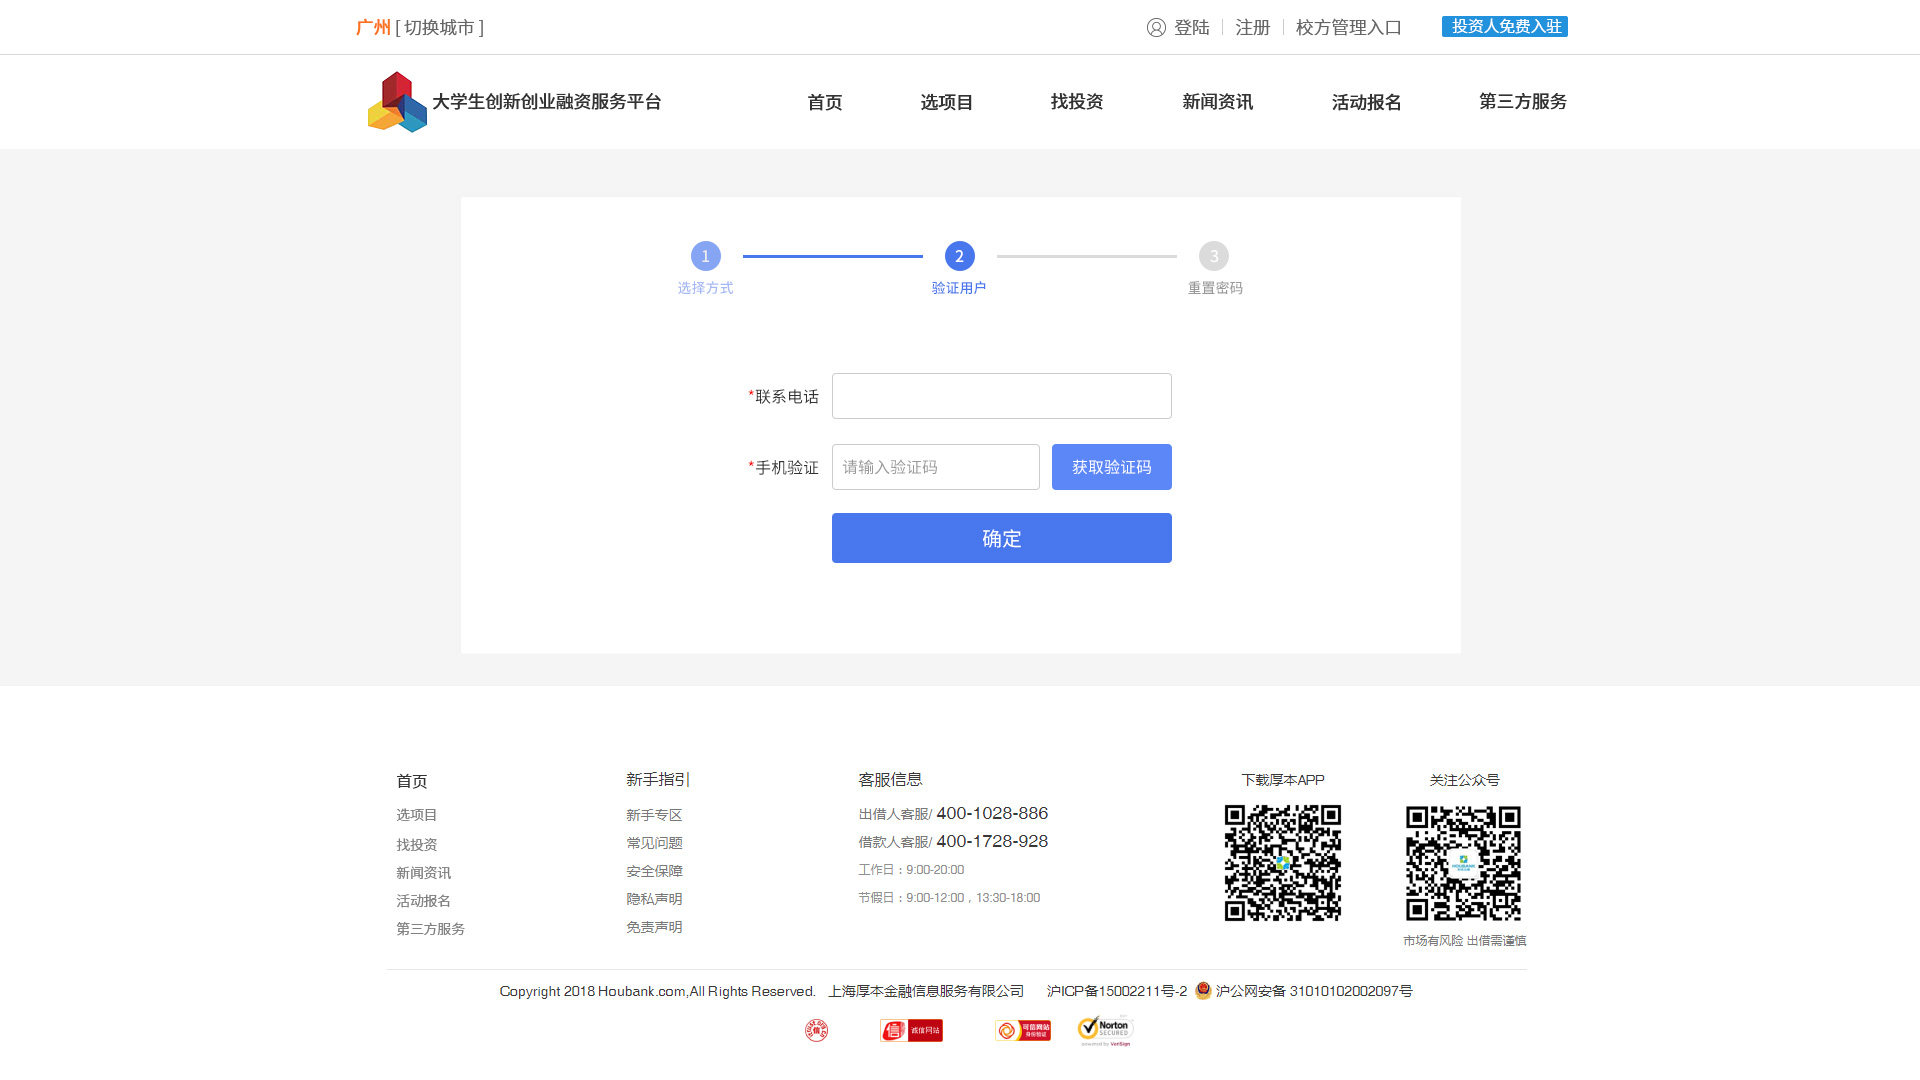 广州 [ 切换城市 ]
登陆
注册
校方管理入口
投资人免费入驻
大学生创新创业融资服务平台
首页
选项目
找投资
新闻资讯
活动报名
第三方服务
1
2
3
选择方式
验证用户
重置密码
*联系电话
*手机验证
请输入验证码
获取验证码
确定
首页
选项目
找投资
新闻资讯
活动报名
第三方服务
新手指引
新手专区
常见问题
安全保障
隐私声明
免责声明
客服信息
出借人客服/ 400-1028-886
借款人客服/ 400-1728-928
工作日：9:00-20:00
节假日：9:00-12:00，13:30-18:00
下载厚本APP
关注公众号
HOUBANK
市场有风险 出借需谨慎
Copyright 2018 Houbank.com,All Rights Reserved.
上海厚本金融信息服务有限公司
沪ICP备15002211号-2
沪公网安备 31010102002097号
信
信 诚信网站
可信网站
身份验证
Norton
SECURED
powered by VeriSign